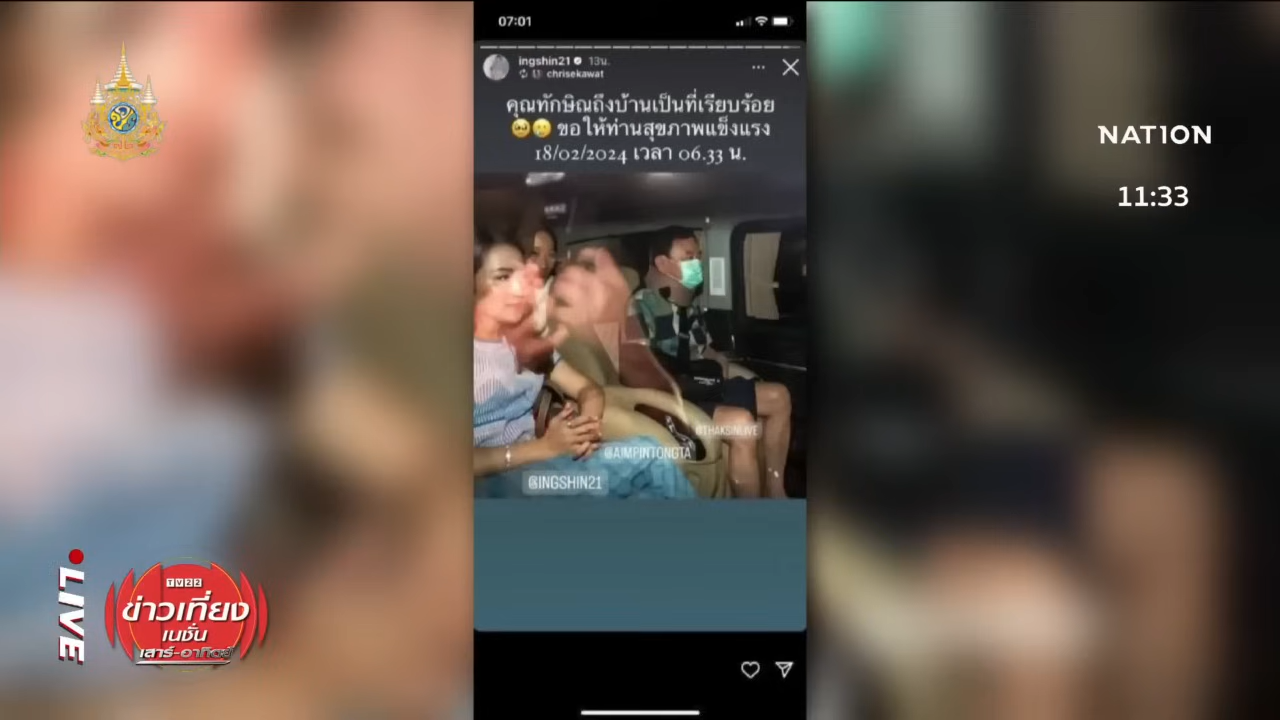 07:01
ingshin21 13น.
chrisekawat
คุณทักษิณถึงบ้านเป็นที่เรียบร้อย
🥹🥲 ขอให้ท่านสุขภาพแข็งแรง
18/02/2024 เวลา 06.33 น.
NATION
11:33
@THAKSINLIVE
@AIMPINTONGTA
@INGSHIN21
LIVE
TV22
ข่าวเที่ยง
เนชั่น
เสาร์-อาทิตย์